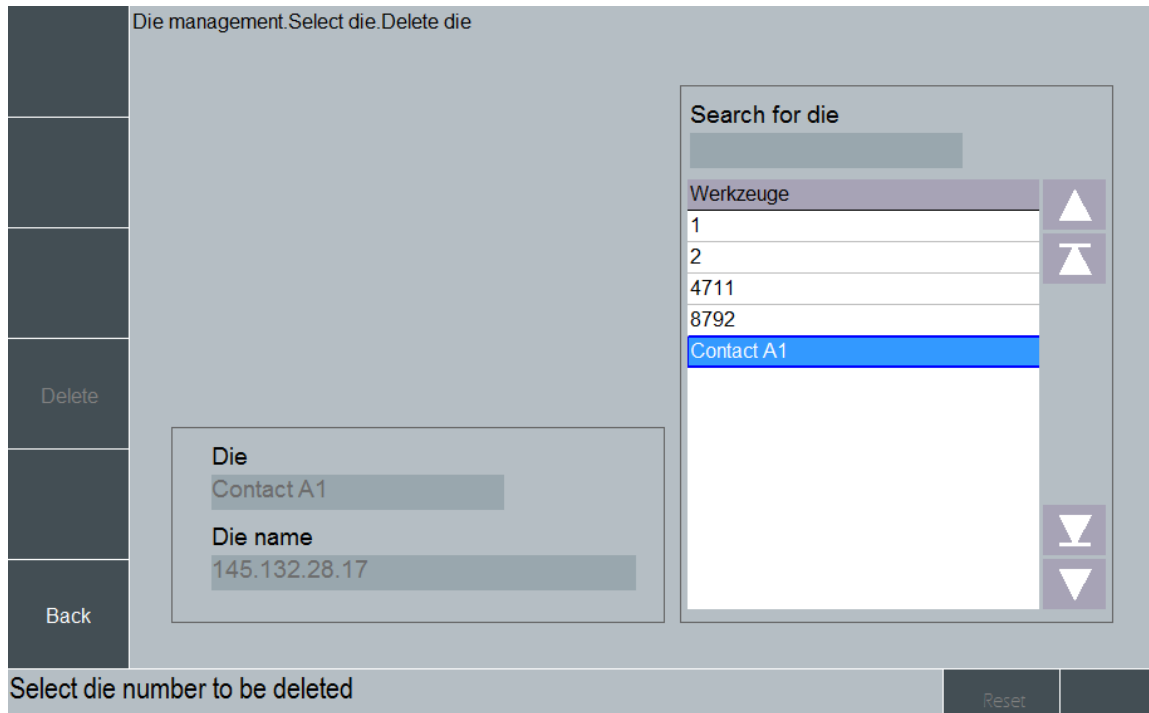 Die management.Select die.Delete die
Search for die
Werkzeuge
1
2
4711
8792
Contact A1
Delete
Die
Contact A1
Die name
145.132.28.17
Back
Select die number to be deleted
Reset